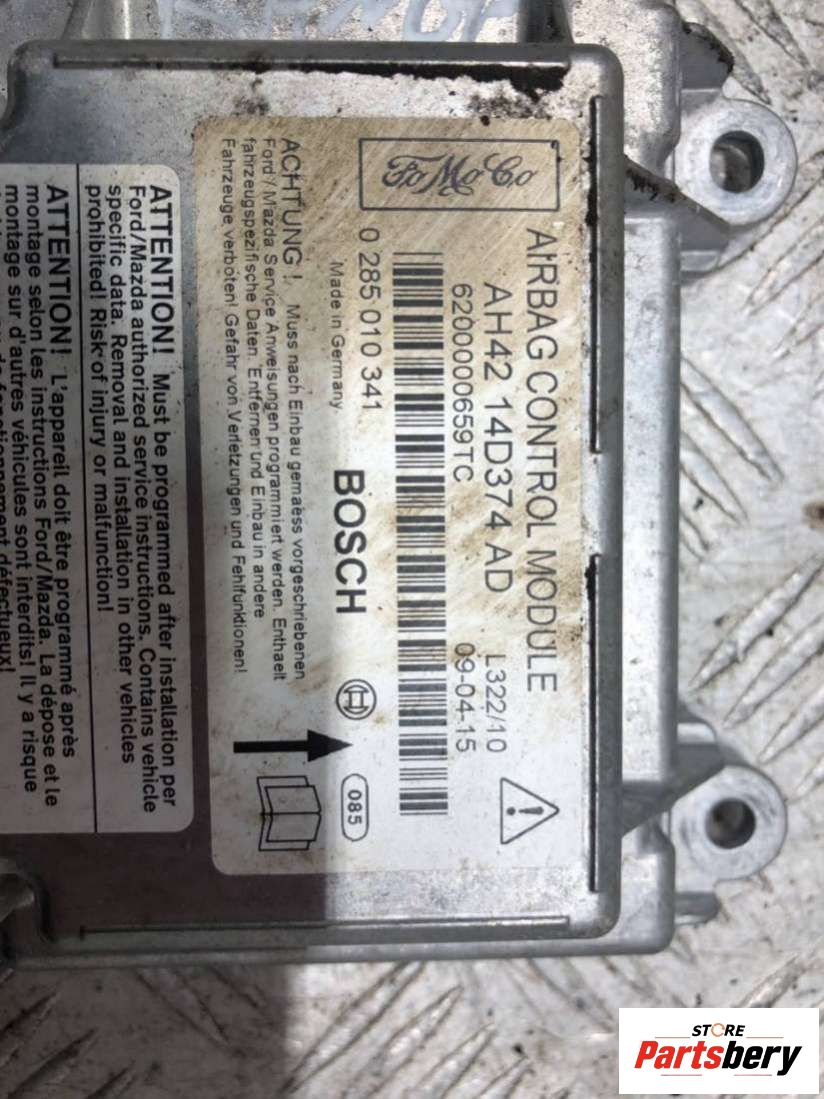 FoMoCo
AIRBAG CONTROL MODULE
AH42 14D374 AD L322/10
6200000659TC 09-04-15
0 285 010 341
Made in Germany
BOSCH
085
ACHTUNG! Muss nach Einbau gemaess vorgeschriebenen
Ford / Mazda Service Anweisungen programmiert werden. Enthaelt
fahrzeugspezifische Daten. Entfernen und Einbau in andere
Fahrzeuge verboten! Gefahr von Verletzungen und Fehlfunktionen!
ATTENTION! Must be programmed after installation per
Ford/Mazda authorized service instructions. Contains vehicle
specific data. Removal and installation in other vehicles
prohibited! Risk of injury or malfunction!
ATTENTION! L'appareil doit être programmé après
montage selon les instructions Ford/Mazda. La dépose et le
montage sur d'autres véhicules sont interdits! Il y a risque
de fonctionnement défectueux!
STORE
Partsbery